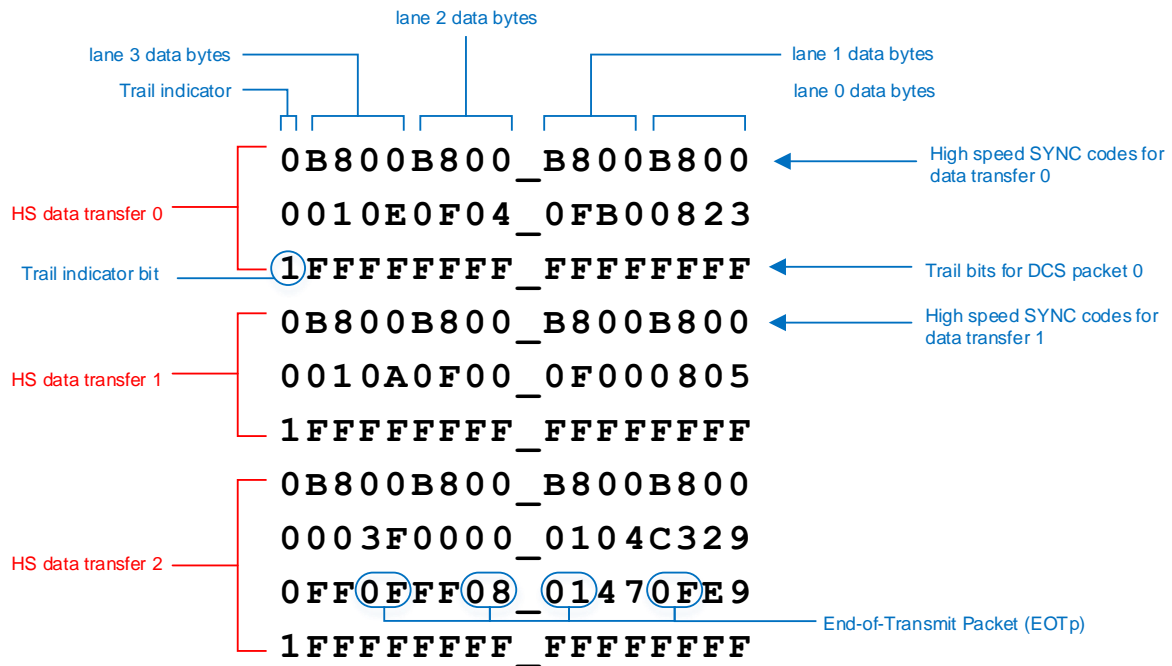 lane 2 data bytes
lane 3 data bytes
lane 1 data bytes
Trail indicator
lane 0 data bytes
0B800B800_B800B800
High speed SYNC codes for
data transfer 0
HS data transfer 0
0010E0F04_0FB00823
Trail indicator bit
1FFFFFFFF_FFFFFFFF
Trail bits for DCS packet 0
0B800B800_B800B800
High speed SYNC codes for
data transfer 1
HS data transfer 1
0010A0F00_0F000805
1FFFFFFFF_FFFFFFFF
0B800B800_B800B800
0003F0000_0104C329
HS data transfer 2
0FF0FFF08_01470FE9
End-of-Transmit Packet (EOTp)
1FFFFFFFF_FFFFFFFF